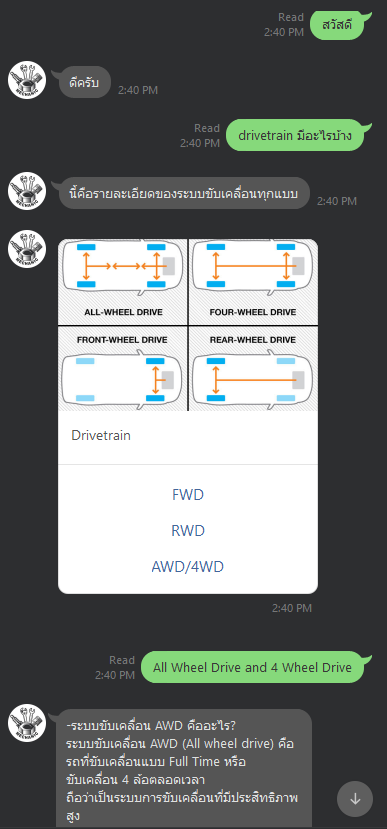 Read
สวัสดี
2:40 PM
ดีครับ
2:40 PM
Read
drivetrain มีอะไรบ้าง
2:40 PM
นี้คือรายละเอียดของระบบขับเคลื่อนทุกแบบ
2:40 PM
ALL-WHEEL DRIVE
FOUR-WHEEL DRIVE
FRONT-WHEEL DRIVE
REAR-WHEEL DRIVE
Drivetrain
FWD
RWD
AWD/4WD
2:40 PM
Read
All Wheel Drive and 4 Wheel Drive
2:40 PM
-ระบบขับเคลื่อน AWD คืออะไร?
ระบบขับเคลื่อน AWD (All wheel drive) คือ
รถที่ขับเคลื่อนแบบ Full Time หรือ
ขับเคลื่อน 4 ล้อตลอดเวลา
ถือว่าเป็นระบบการขับเคลื่อนที่มีประสิทธิภาพ
สูง